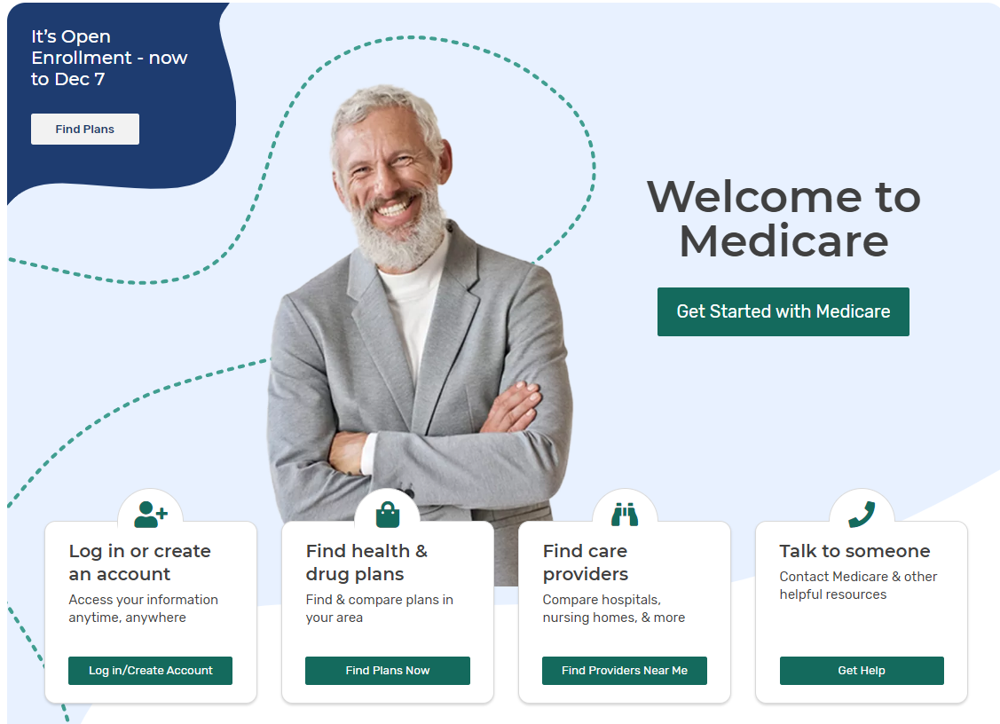 It’s Open
Enrollment - now
to Dec 7
Find Plans
Welcome to
Medicare
Get Started with Medicare
Log in or create
an account
Access your information
anytime, anywhere
Log in/Create Account
Find health &
drug plans
Find & compare plans in
your area
Find Plans Now
Find care
providers
Compare hospitals,
nursing homes, & more
Find Providers Near Me
Talk to someone
Contact Medicare & other
helpful resources
Get Help